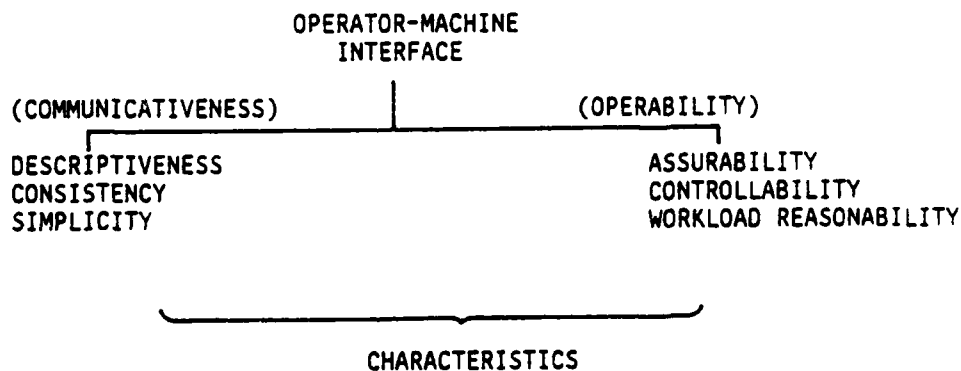 OPERATOR-MACHINE
INTERFACE
(COMMUNICATIVENESS)
(OPERABILITY)
DESCRIPTIVENESS
CONSISTENCY
SIMPLICITY
ASSURABILITY
CONTROLLABILITY
WORKLOAD REASONABILITY
CHARACTERISTICS